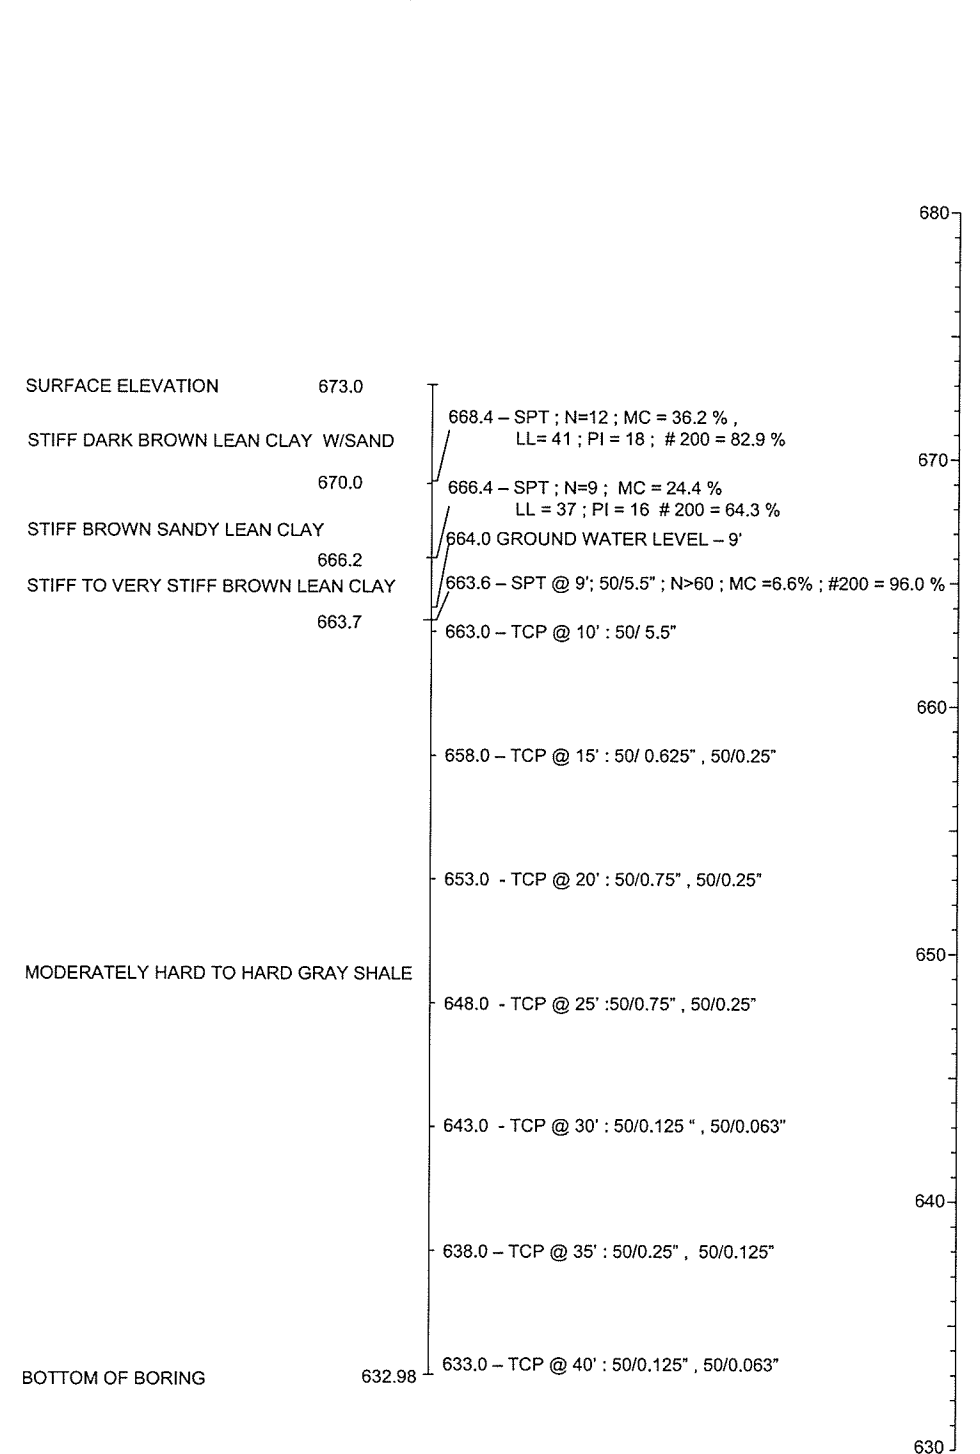 680
SURFACE ELEVATION 673.0
668.4 – SPT ; N=12 ; MC = 36.2 % ,
LL= 41 ; PI = 18 ; # 200 = 82.9 %
STIFF DARK BROWN LEAN CLAY W/SAND
670
670.0
666.4 – SPT ; N=9 ; MC = 24.4 %
LL = 37 ; PI = 16 # 200 = 64.3 %
STIFF BROWN SANDY LEAN CLAY
664.0 GROUND WATER LEVEL – 9'
666.2
STIFF TO VERY STIFF BROWN LEAN CLAY
663.6 – SPT @ 9'; 50/5.5" ; N>60 ; MC =6.6% ; #200 = 96.0 %
663.7
663.0 – TCP @ 10' : 50/ 5.5"
660
658.0 – TCP @ 15' : 50/ 0.625" , 50/0.25"
653.0 - TCP @ 20' : 50/0.75" , 50/0.25"
650
MODERATELY HARD TO HARD GRAY SHALE
648.0 - TCP @ 25' :50/0.75" , 50/0.25"
643.0 - TCP @ 30' : 50/0.125 " , 50/0.063"
640
638.0 – TCP @ 35' : 50/0.25" , 50/0.125"
633.0 – TCP @ 40' : 50/0.125" , 50/0.063"
BOTTOM OF BORING 632.98
630